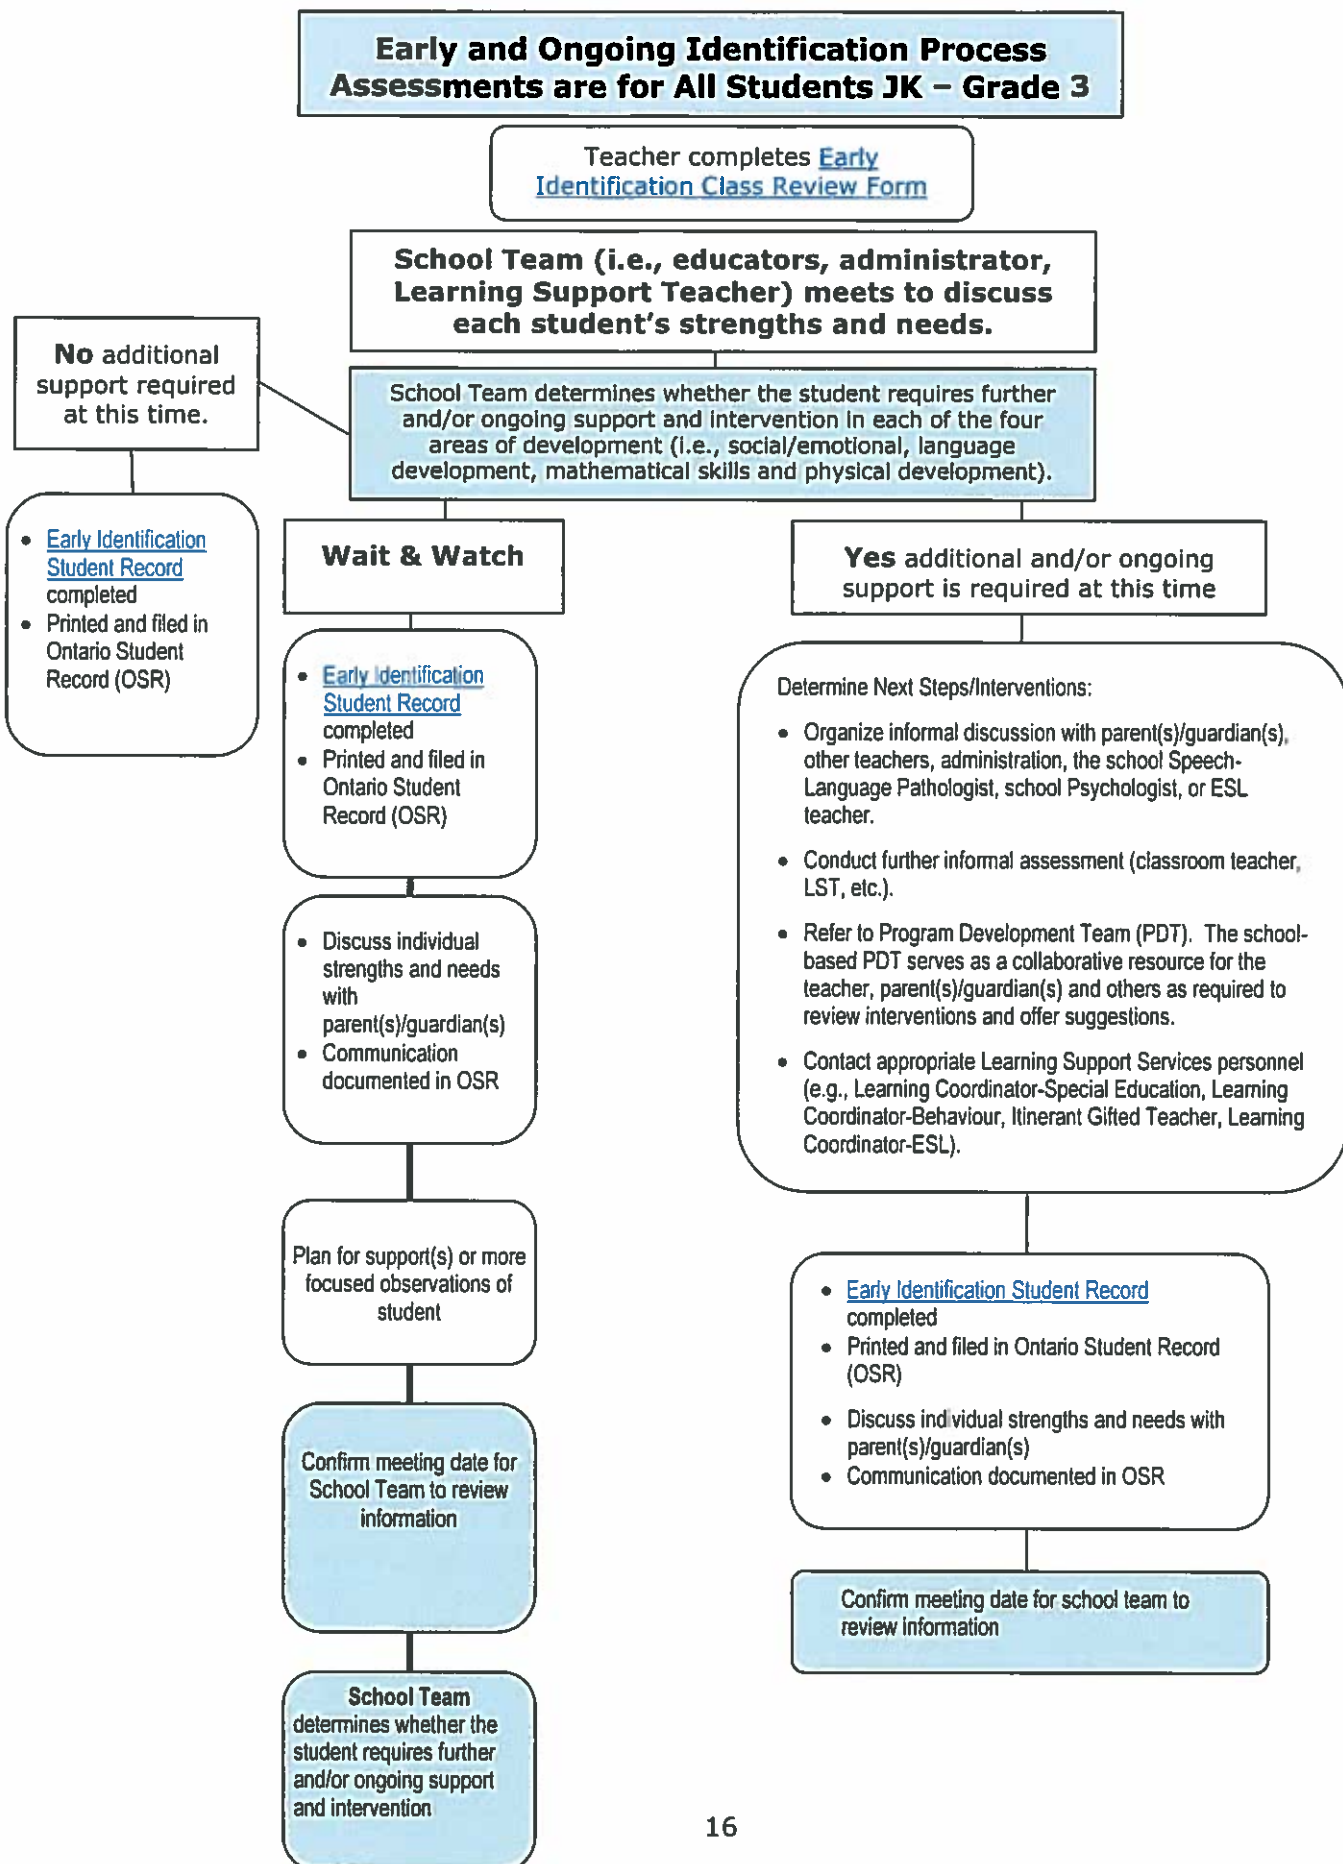 Early and Ongoing Identification Process
Assessments are for All Students JK – Grade 3
Teacher completes Early
Identification Class Review Form
School Team (i.e., educators, administrator,
Learning Support Teacher) meets to discuss
each student's strengths and needs.
No additional
support required
at this time.
School Team determines whether the student requires further
and/or ongoing support and intervention in each of the four
areas of development (i.e., social/emotional, language
development, mathematical skills and physical development).
• Early Identification
Student Record
completed
• Printed and filed in
Ontario Student
Record (OSR)
Wait & Watch
• Early Identification
Student Record
completed
• Printed and filed in
Ontario Student
Record (OSR)
• Discuss individual
strengths and needs
with
parent(s)/guardian(s)
• Communication
documented in OSR
Plan for support(s) or more
focused observations of
student
Confirm meeting date for
School Team to review
information
School Team
determines whether the
student requires further
and/or ongoing support
and intervention
Yes additional and/or ongoing
support is required at this time
Determine Next Steps/Interventions:
• Organize informal discussion with parent(s)/guardian(s),
other teachers, administration, the school Speech-
Language Pathologist, school Psychologist, or ESL
teacher.
• Conduct further informal assessment (classroom teacher,
LST, etc.).
• Refer to Program Development Team (PDT). The school-
based PDT serves as a collaborative resource for the
teacher, parent(s)/guardian(s) and others as required to
review interventions and offer suggestions.
• Contact appropriate Learning Support Services personnel
(e.g., Learning Coordinator-Special Education, Learning
Coordinator-Behaviour, Itinerant Gifted Teacher, Learning
Coordinator-ESL).
• Early Identification Student Record
completed
• Printed and filed in Ontario Student Record
(OSR)
• Discuss individual strengths and needs with
parent(s)/guardian(s)
• Communication documented in OSR
Confirm meeting date for school team to
review information
16